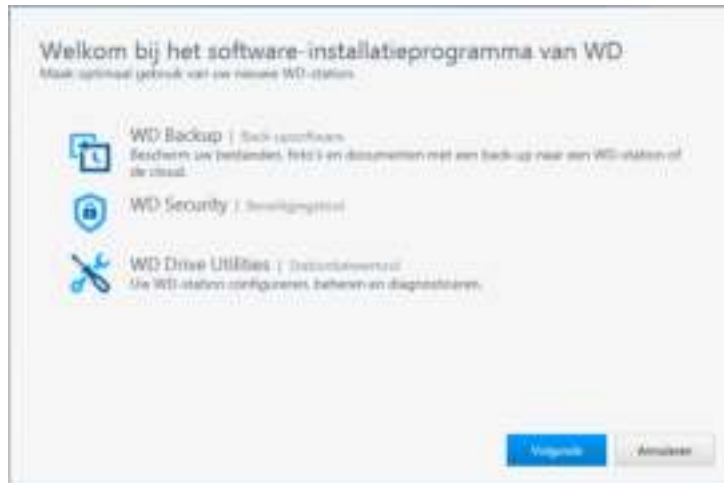 Welkom bij het software-installatieprogramma van WD
Maak optimaal gebruik van uw nieuwe WD-station.
WD Backup | Back-upsoftware
Bescherm uw bestanden, foto's en documenten met een back-up naar een WD-station of
de cloud.
WD Security | Beveiligingstool
WD Drive Utilities | Stationbeheertool
Uw WD-station configureren, beheren en diagnosticeren.
Volgende
Annuleren